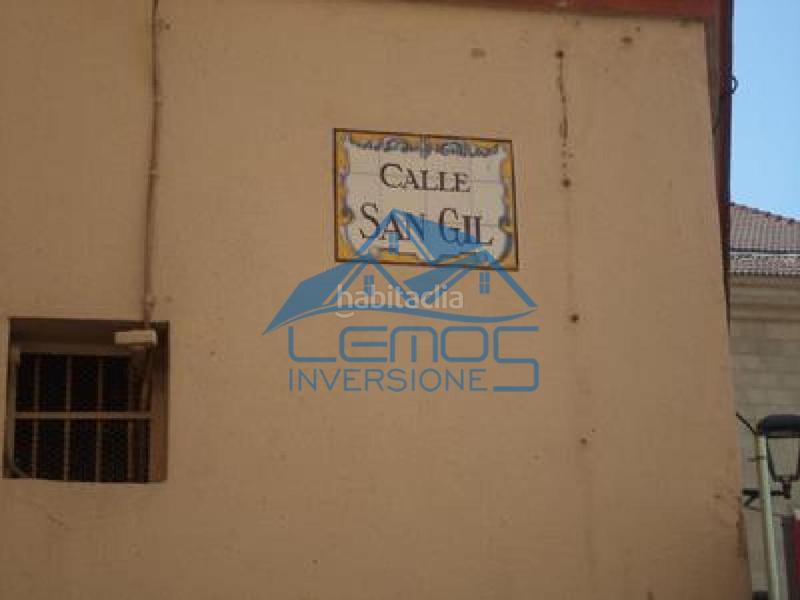 CALLE
SAN GIL
habitaclia
LEMOS
INVERSIONES